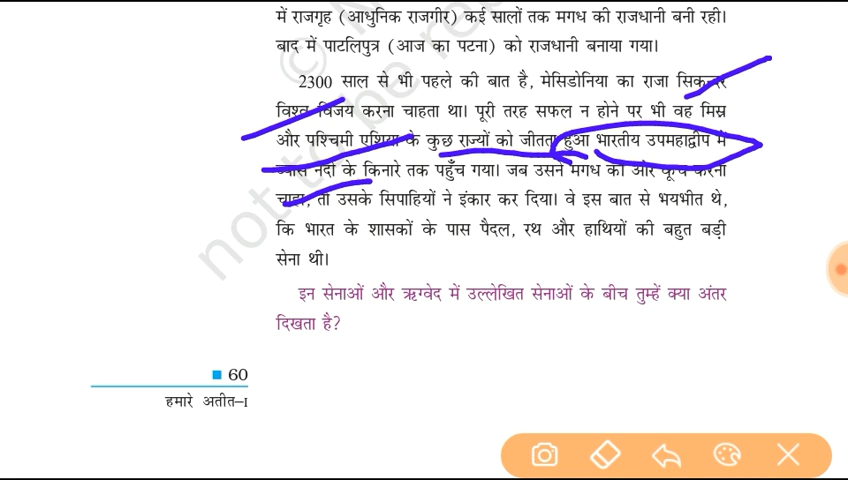 में राजगृह (आधुनिक राजगीर) कई सालों तक मगध की राजधानी बनी रही।
बाद में पाटलिपुत्र (आज का पटना) को राजधानी बनाया गया।
2300 साल से भी पहले की बात है, मेसिडोनिया का राजा सिकन्दर
विश्व विजय करना चाहता था। पूरी तरह सफल न होने पर भी वह मिस्र
और पश्चिमी एशिया के कुछ राज्यों को जीतता हुआ भारतीय उपमहाद्वीप में
व्यास नदी के किनारे तक पहुँच गया। जब उसने मगध की ओर कूच करना
चाहा, तो उसके सिपाहियों ने इंकार कर दिया। वे इस बात से भयभीत थे,
कि भारत के शासकों के पास पैदल, रथ और हाथियों की बहुत बड़ी
सेना थी।
इन सेनाओं और ऋग्वेद में उल्लेखित सेनाओं के बीच तुम्हें क्या अंतर
दिखता है?
60
हमारे अतीत–I